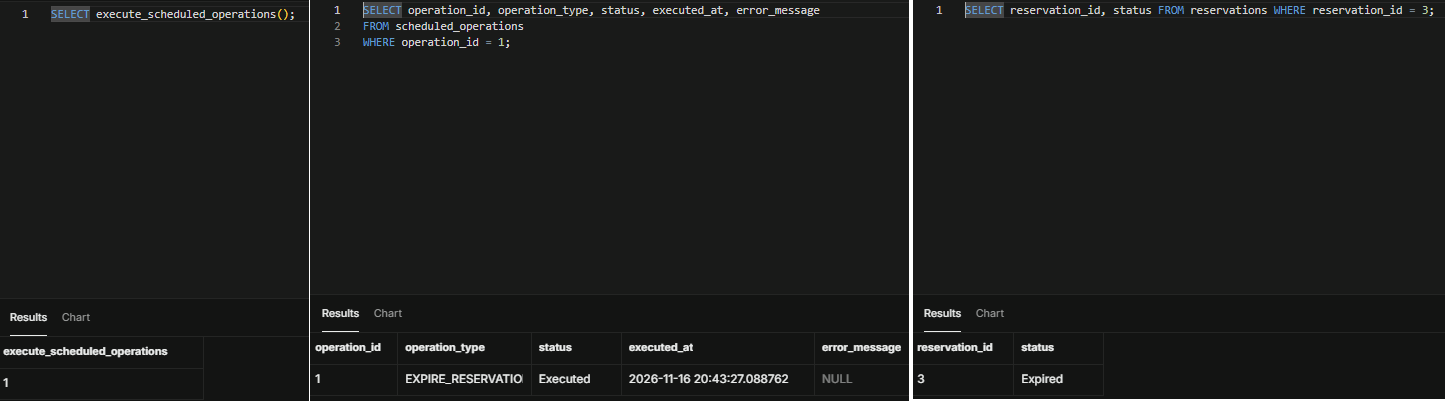 1 SELECT execute_scheduled_operations();
Results Chart
execute_scheduled_operations
1
1 SELECT operation_id, operation_type, status, executed_at, error_message
2 FROM scheduled_operations
3 WHERE operation_id = 1;
Results Chart
operation_id operation_type status executed_at error_message
1 EXPIRE_RESERVATIO Executed 2026-11-16 20:43:27.088762 NULL
1 SELECT reservation_id, status FROM reservations WHERE reservation_id = 3;
Results Chart
reservation_id status
3 Expired